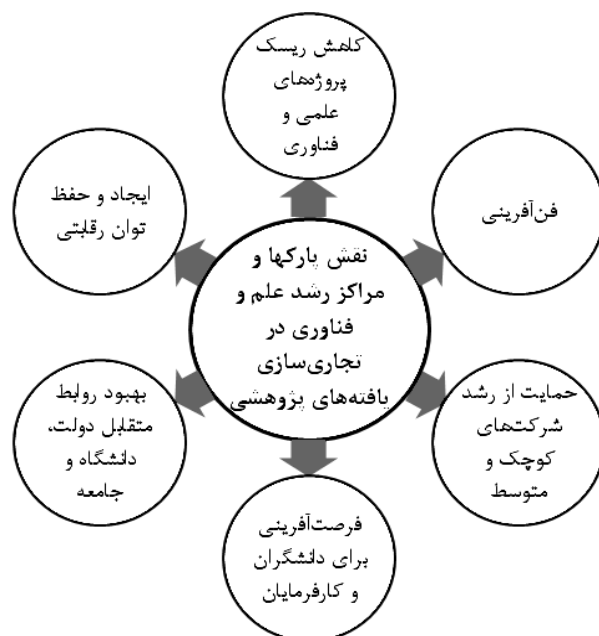 کاهش ریسک
پروژه‌های
علمی و
فناوری
فن‌آفرینی
ایجاد و حفظ
توان رقابتی
نقش پارکها و
مراکز رشد علم و
فناوری در
تجاری‌سازی
یافته‌های پژوهشی
حمایت از رشد
شرکت‌های
کوچک و
متوسط
بهبود روابط
متقابل دولت،
دانشگاه و
جامعه
فرصت‌آفرینی
برای دانشگران
و کارفرمایان